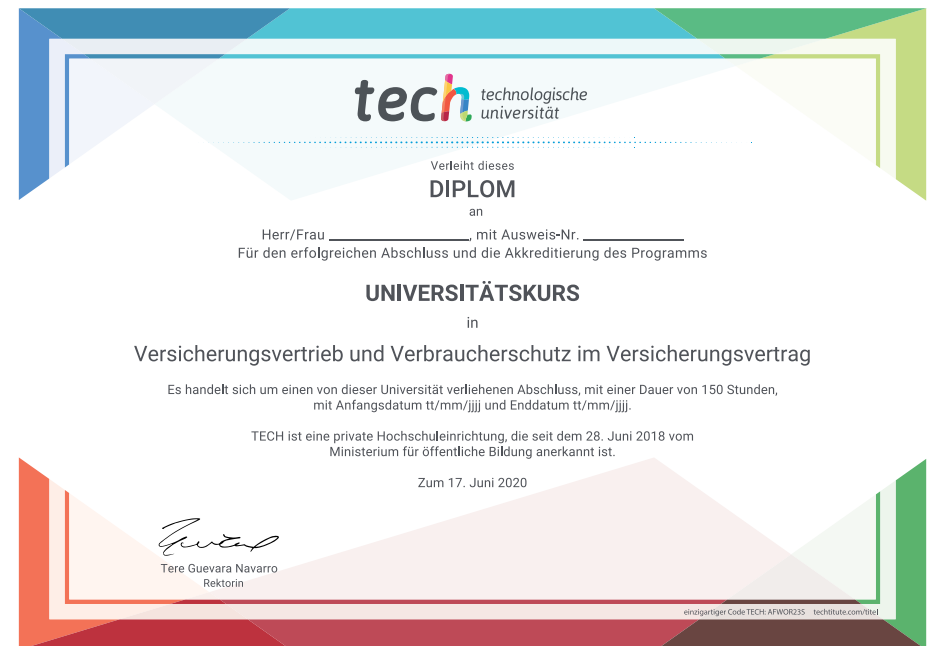 tech technologische
universität
Verleiht dieses
DIPLOM
an
Herr/Frau ________________, mit Ausweis-Nr. ____________
Für den erfolgreichen Abschluss und die Akkreditierung des Programms
UNIVERSITÄTSKURS
in
Versicherungsvertrieb und Verbraucherschutz im Versicherungsvertrag
Es handelt sich um einen von dieser Universität verliehenen Abschluss, mit einer Dauer von 150 Stunden,
mit Anfangsdatum tt/mm/jjjj und Enddatum tt/mm/jjjj.
TECH ist eine private Hochschuleinrichtung, die seit dem 28. Juni 2018 vom
Ministerium für öffentliche Bildung anerkannt ist.
Zum 17. Juni 2020
Tere Guevara Navarro
Rektorin
einzigartiger Code TECH: AFWOR23S techtitute.com/titel